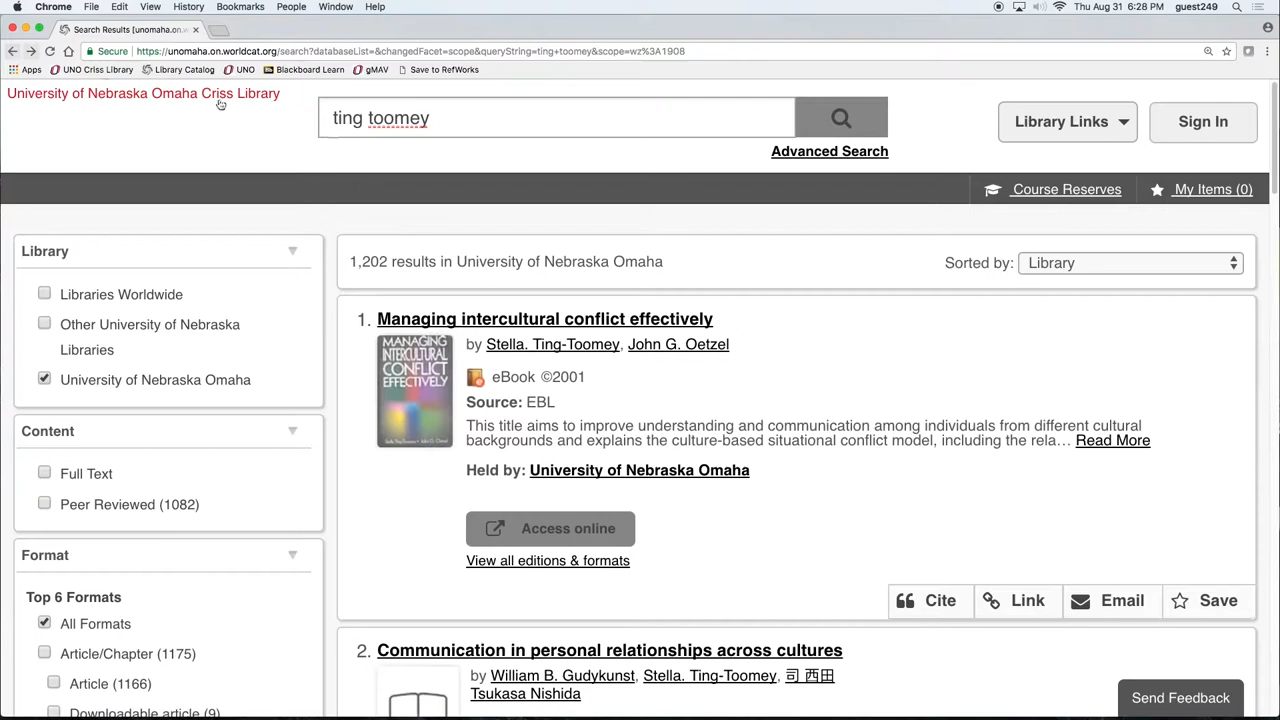 Chrome File Edit View History Bookmarks People Window Help Thu Aug 31 6:28 PM guest249
Search Results [unomaha.on.w
Secure https://unomaha.on.worldcat.org/search?databaseList=&changedFacet=scope&queryString=ting+toomey&scope=wz%3A1908
Apps UNO Criss Library Library Catalog UNO Blackboard Learn gMAV Save to RefWorks
University of Nebraska Omaha Criss Library
ting toomey
Library Links
Sign In
Advanced Search
Course Reserves My Items (0)
Library
Libraries Worldwide
Other University of Nebraska
Libraries
University of Nebraska Omaha
Content
Full Text
Peer Reviewed (1082)
Format
Top 6 Formats
All Formats
Article/Chapter (1175)
Article (1166)
Downloadable article (9)
1,202 results in University of Nebraska Omaha
Sorted by: Library
1. Managing intercultural conflict effectively
MANAGING
INTERCULTURAL
CONFLICT
EFFECTIVELY
by Stella. Ting-Toomey, John G. Oetzel
eBook ©2001
Source: EBL
This title aims to improve understanding and communication among individuals from different cultural
backgrounds and explains the culture-based situational conflict model, including the rela… Read More
Held by: University of Nebraska Omaha
Access online
View all editions & formats
Cite Link Email Save
2. Communication in personal relationships across cultures
by William B. Gudykunst, Stella. Ting-Toomey, 司 西田
Tsukasa Nishida
Send Feedback